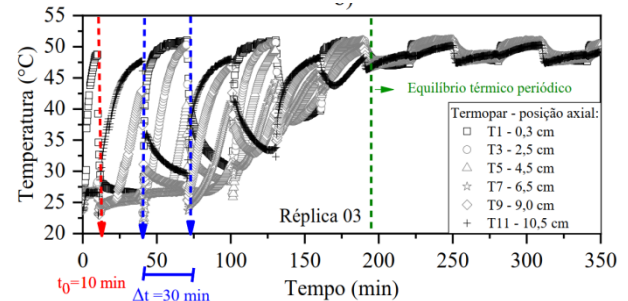 Temperatura (°C)
55
50
45
40
35
30
25
20
Equilíbrio térmico periódico
Termopar - posição axial:
T1 - 0,3 cm
T3 - 2,5 cm
T5 - 4,5 cm
T7 - 6,5 cm
T9 - 9,0 cm
T11 - 10,5 cm
Réplica 03
0 50 100 150 200 250 300 350
t₀=10 min
Δt =30 min
Tempo (min)